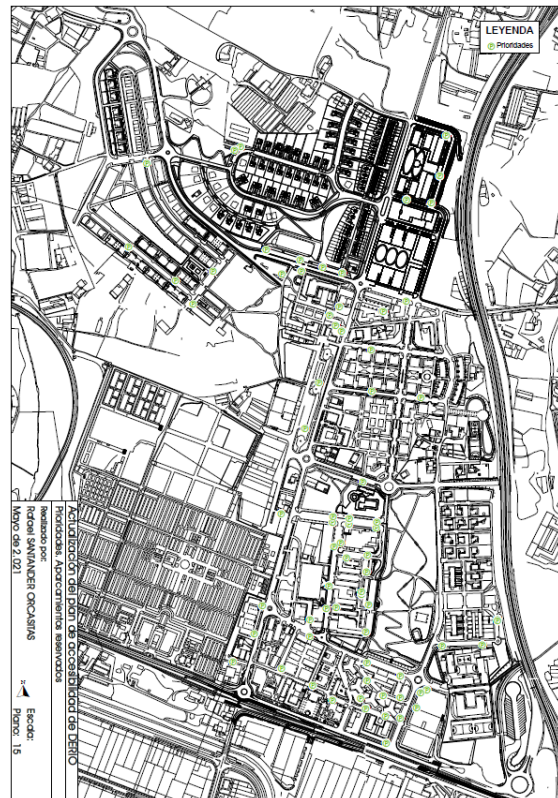 LEYENDA
P Prioridades
Actualización del plan de accesibilidad de DERIO
Prioridades. Aparcamientos reservados
Realizado por:
Rafael SANTANDER ORCASITAS
Mayo de 2.021
Escala:
Plano: 15